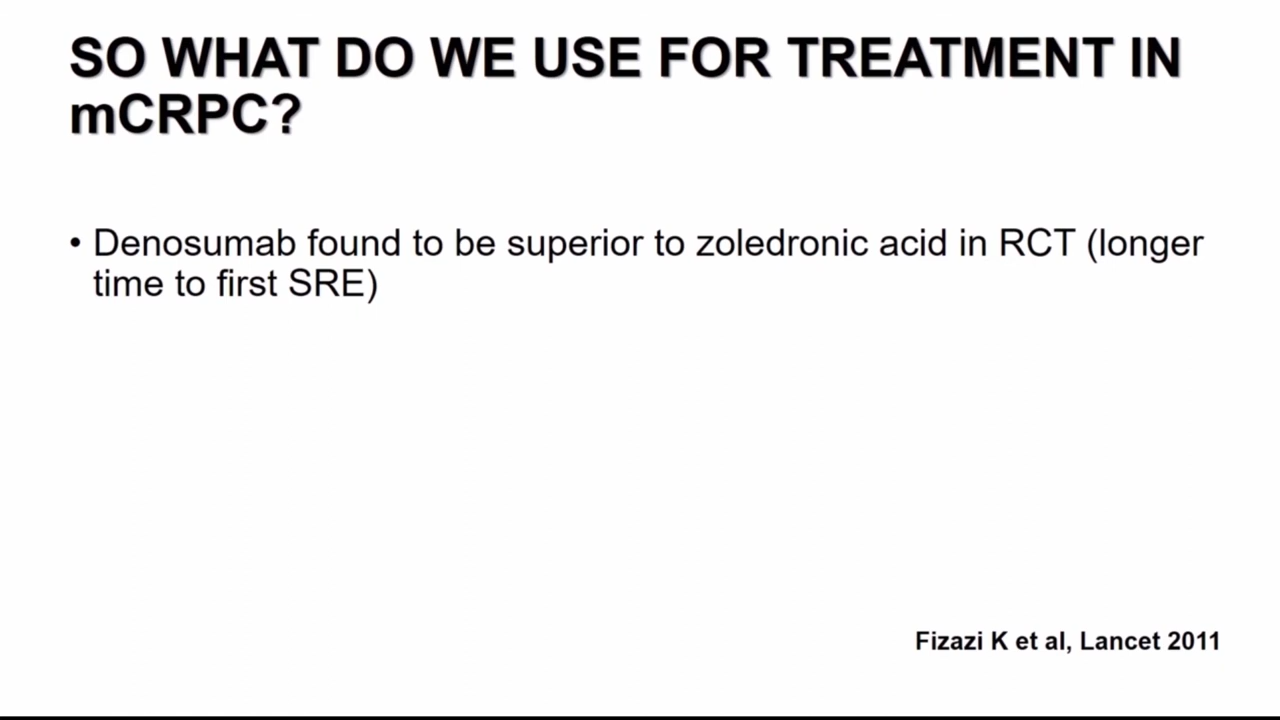 SO WHAT DO WE USE FOR TREATMENT IN
mCRPC?
• Denosumab found to be superior to zoledronic acid in RCT (longer
time to first SRE)
Fizazi K et al, Lancet 2011